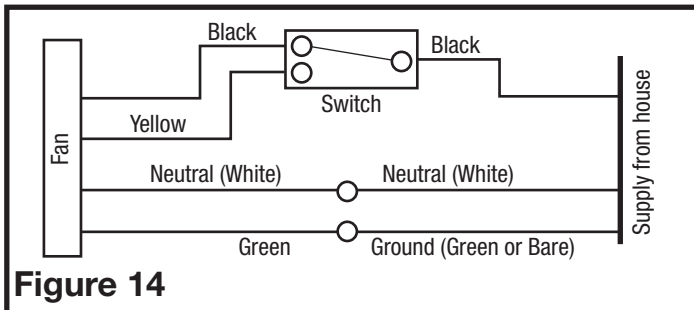 Black
Black
Switch
Yellow
Fan
Supply from house
Neutral (White)
Neutral (White)
Green
Ground (Green or Bare)
Figure 14